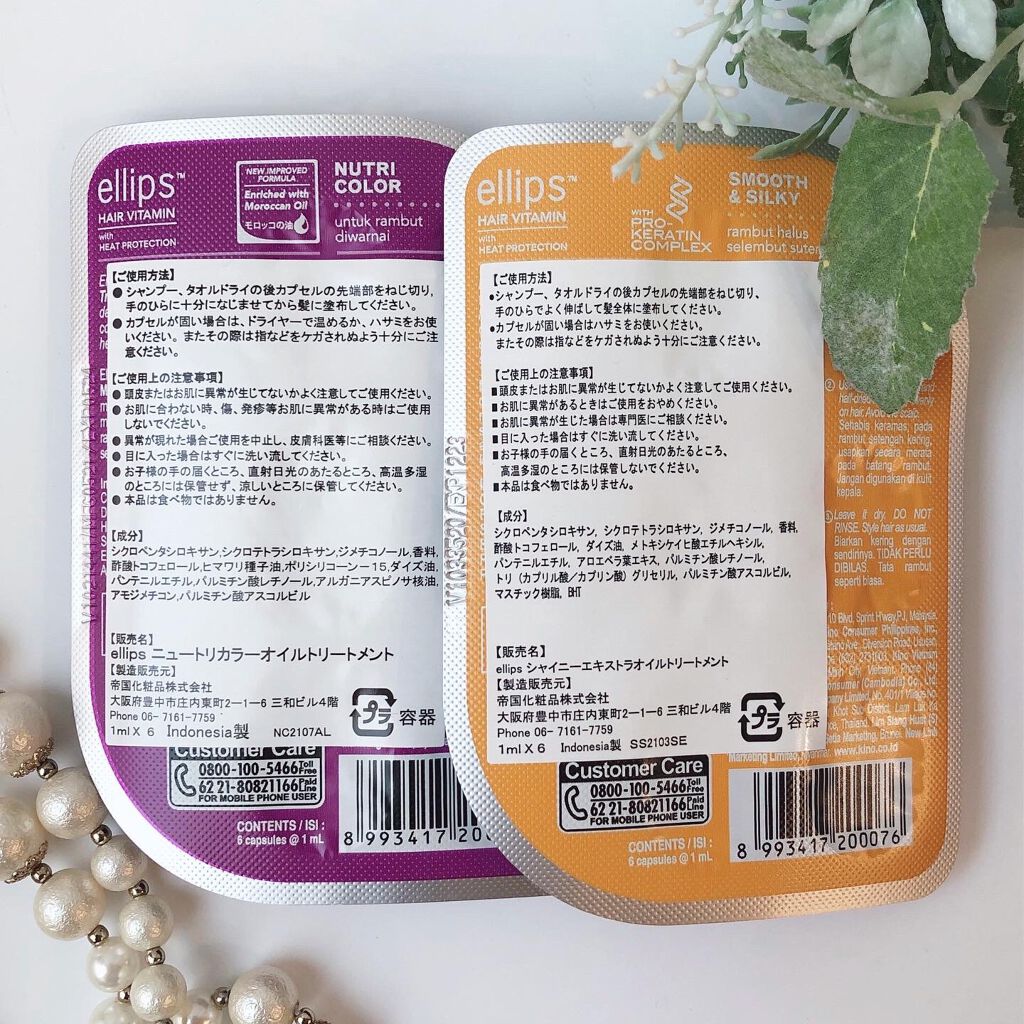 ellips™
HAIR VITAMIN
with
HEAT PROTECTION
NEW IMPROVED
FORMULA
Enriched with
Moroccan Oil
モロッコの油
NUTRI
COLOR
untuk rambut
diwarnai
【ご使用方法】
● シャンプー、タオルドライの後カプセルの先端部をねじ切り、
手のひらに十分になじませてから髪に塗布してください。
● カプセルが固い場合は、ドライヤーで温めるか、ハサミをお使
いください。またその際は指などをケガされぬよう十分にご注
意ください。
【ご使用上の注意事項】
● 頭皮またはお肌に異常が生じてないかよく注意してご使用ください。
● お肌に合わない時、傷、発疹等お肌に異常がある時はご使用
しないでください。
● 異常が現れた場合ご使用を中止し、皮膚科医等にご相談ください。
● 目に入った場合はすぐに洗い流してください。
● お子様の手の届くところ、直射日光のあたるところ、高温多湿
のところには保管せず、涼しいところに保管してください。
● 本品は食べ物ではありません。
【成分】
シクロペンタシロキサン,シクロテトラシロキサン,ジメチコノール,香料,
酢酸トコフェロール,ヒマワリ種子油,ポリシリコーン－15,ダイズ油,
パンテニルエチル,パルミチン酸レチノール,アルガニアスピノサ核油,
アモジメチコン,パルミチン酸アスコルビル
【販売名】
ellips ニュートリカラーオイルトリートメント
【製造販売元】
帝国化粧品株式会社
大阪府豊中市庄内東町2－1－6 三和ビル4階
Phone 06- 7161-7759
1ml X 6 Indonesia製 NC2107AL
プラ 容器
Customer Care
0800-100-5466 Toll Free
62 21-80821166 Paid Line
FOR MOBILE PHONE USER
CONTENTS / ISI :
6 capsules @ 1 mL
8 993417 20
ellips™
HAIR VITAMIN
with
HEAT PROTECTION
WITH
PRO-
KERATIN
COMPLEX
SMOOTH
& SILKY
rambut halus
selembut suter
【ご使用方法】
●シャンプー、タオルドライの後カプセルの先端部をねじ切り、
手のひらでよく伸ばして髪全体に塗布してください。
●カプセルが固い場合はハサミをお使いください。
またその際は指などをケガされぬよう十分にご注意ください。
【ご使用上の注意事項】
■頭皮またはお肌に異常が生じてないかよく注意してご使用ください。
■お肌に異常があるときはご使用をおやめください。
■お肌に異常が生じた場合は専門医にご相談ください。
■目に入った場合はすぐに洗い流してください。
■お子様の手の届くところ、直射日光のあたるところ、
高温多湿のところには保管しないでください。
■本品は食べ物ではありません。
【成分】
シクロペンタシロキサン, シクロテトラシロキサン, ジメチコノール, 香料,
酢酸トコフェロール, ダイズ油, メトキシケイヒ酸エチルヘキシル,
パンテニルエチル, アロエベラ葉エキス, パルミチン酸レチノール,
トリ（カプリル酸／カプリン酸）グリセリル, パルミチン酸アスコルビル,
マスチック樹脂, BHT
【販売名】
ellips シャイニーエキストラオイルトリートメント
【製造販売元】
帝国化粧品株式会社
大阪府豊中市庄内東町2－1－6 三和ビル4階
Phone 06- 7161-7759
1ml X 6 Indonesia製 SS2103SE
プラ 容器
on hair. Avoid the scalp.
Sehabis keramas, pada
rambut setengah kering,
usapkan secara merata
pada batang rambut.
Jangan digunakan di kulit
kepala.
Leave it dry. DO NOT
RINSE. Style hair as usual.
Biarkan kering dengan
sendirinya. TIDAK PERLU
DIBILAS. Tata rambut
seperti biasa.
www.kino.co.id
Customer Care
0800-100-5466 Toll Free
62 21-80821166 Paid Line
FOR MOBILE PHONE USER
CONTENTS / ISI :
6 capsules @ 1 mL
8 993417 200076